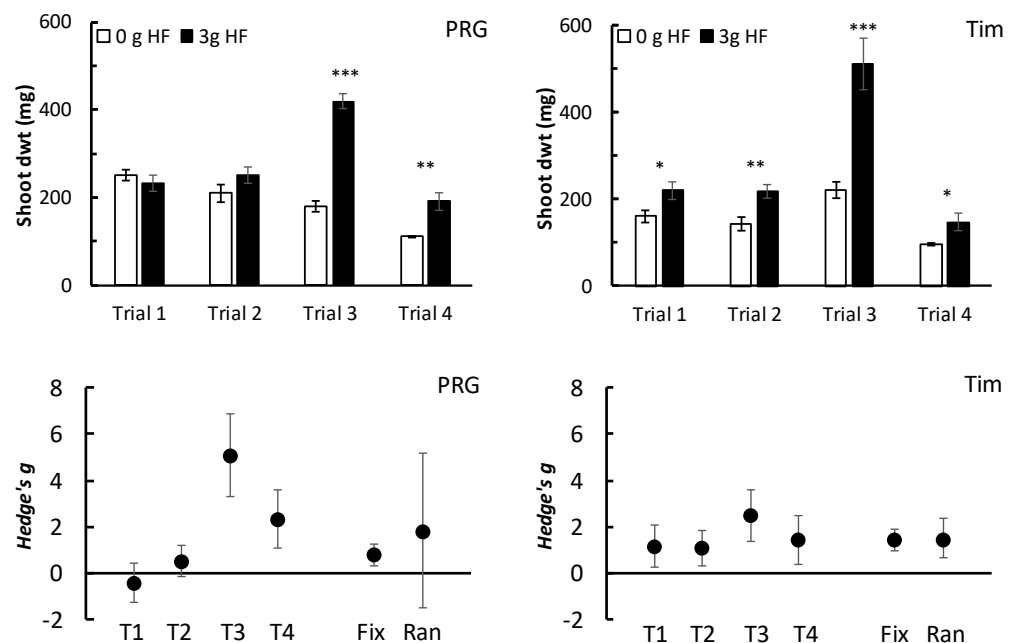 PRG
0 g HF 3g HF
***
**
600
400
200
0
Shoot dwt (mg)
Trial 1 Trial 2 Trial 3 Trial 4
Tim
0 g HF 3g HF
***
*
**
*
600
400
200
0
Shoot dwt (mg)
Trial 1 Trial 2 Trial 3 Trial 4
PRG
8
6
4
2
0
-2
Hedge's g
T1 T2 T3 T4 Fix Ran
Tim
8
6
4
2
0
-2
Hedge's g
T1 T2 T3 T4 Fix Ran